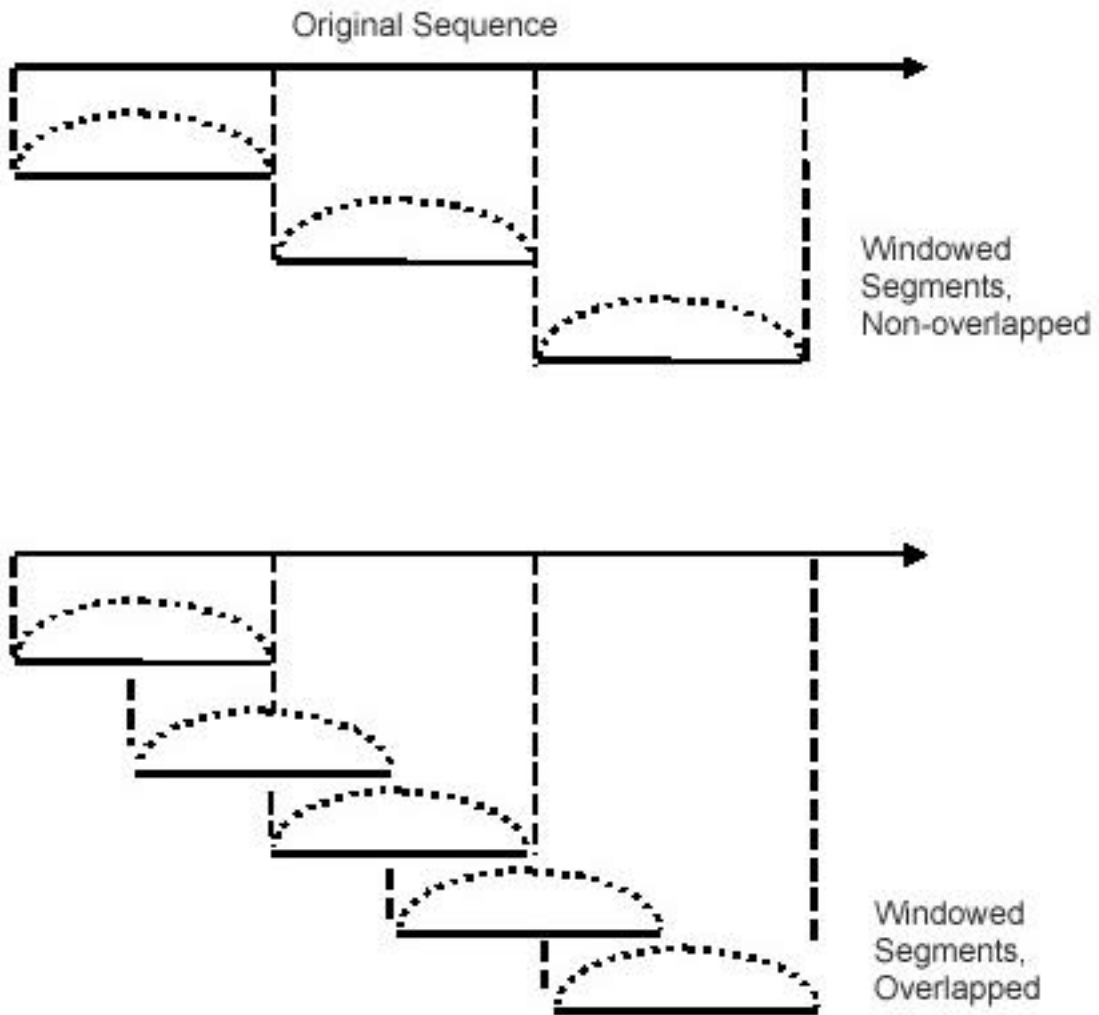 Original Sequence
Windowed
Segments,
Non-overlapped
Windowed
Segments,
Overlapped